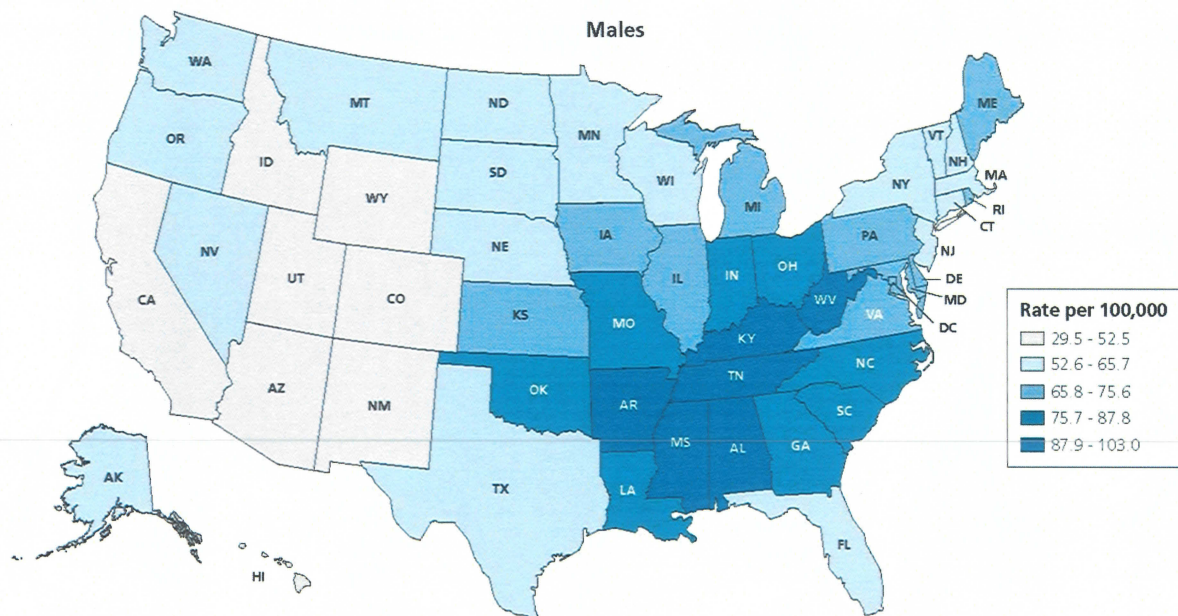 Males
WA
MT
ND
MN
ME
VT
NH
OR
ID
SD
WI
MA
NY
WY
MI
RI
CT
IA
PA
NE
NJ
NV
OH
IN
IL
DE
UT
MD
CA
CO
WV
KS
MO
VA
DC
KY
NC
TN
AZ
OK
NM
AR
SC
MS
AL
GA
AK
LA
TX
FL
HI
Rate per 100,000
29.5 - 52.5
52.6 - 65.7
65.8 - 75.6
75.7 - 87.8
87.9 - 103.0